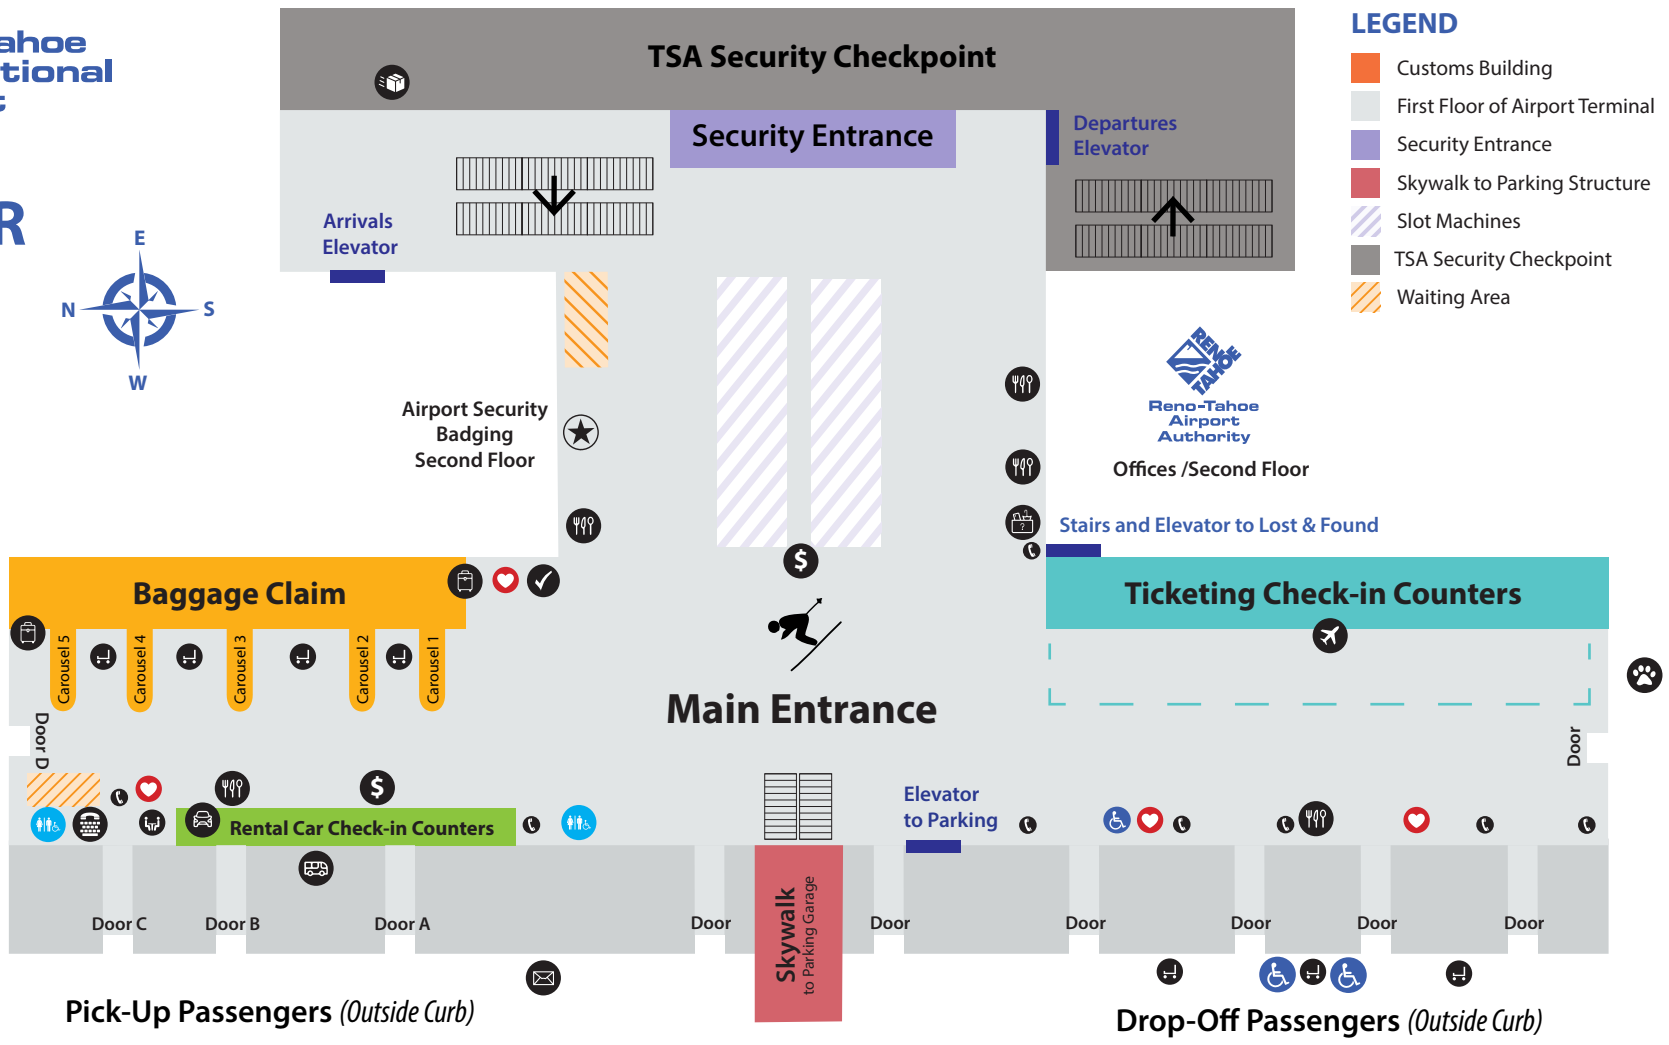 ahoe
tional
R
E
N
S
W
TSA Security Checkpoint
Security Entrance
Departures
Elevator
Arrivals
Elevator
LEGEND
Customs Building
First Floor of Airport Terminal
Security Entrance
Skywalk to Parking Structure
Slot Machines
TSA Security Checkpoint
Waiting Area
Airport Security
Badging
Second Floor
RENO
TAHOE
Reno-Tahoe
Airport
Authority
Offices /Second Floor
Stairs and Elevator to Lost & Found
?
$
Baggage Claim
Ticketing Check-in Counters
Carousel 5
Carousel 4
Carousel 3
Carousel 2
Carousel 1
Main Entrance
Door D
Door
$
Rental Car Check-in Counters
Elevator
to Parking
Skywalk
to Parking Garage
Door C
Door B
Door A
Door
Door
Door
Door
Door
Door
Pick-Up Passengers (Outside Curb)
Drop-Off Passengers (Outside Curb)